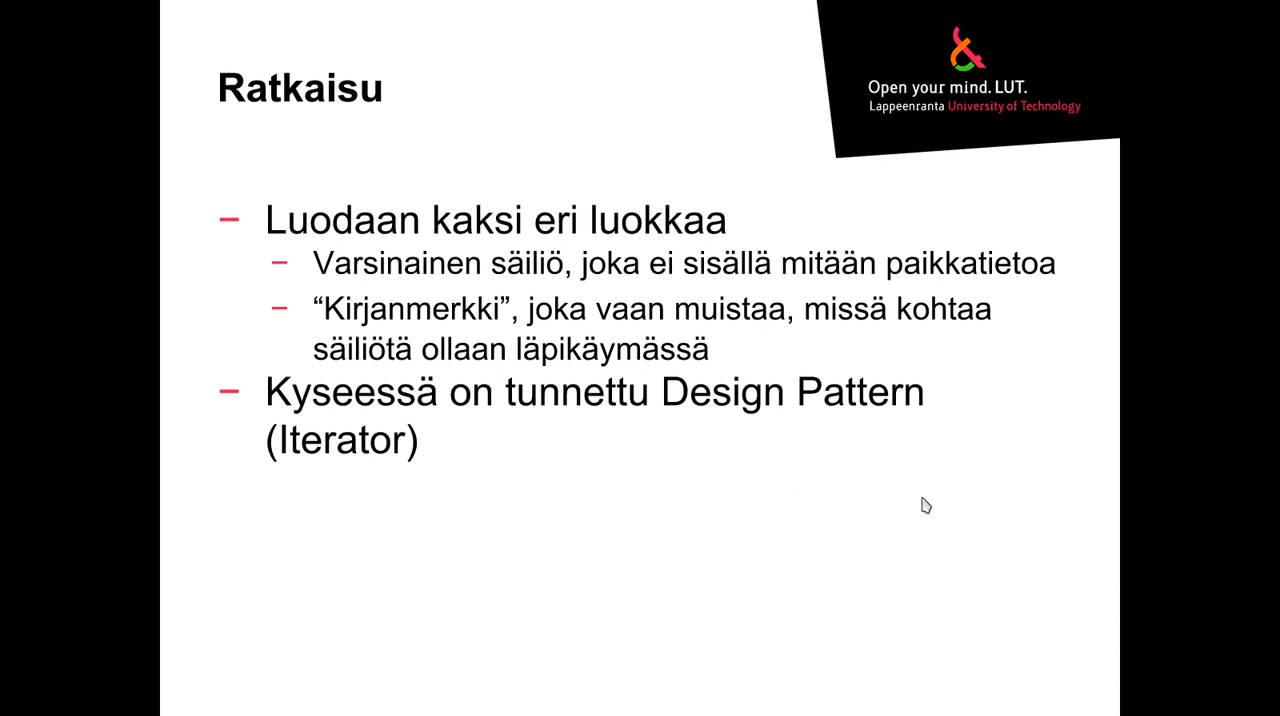 Open your mind. LUT.
Lappeenranta University of Technology
Ratkaisu
– Luodaan kaksi eri luokkaa
– Varsinainen säiliö, joka ei sisällä mitään paikkatietoa
– “Kirjanmerkki”, joka vaan muistaa, missä kohtaa
säiliötä ollaan läpikäymässä
– Kyseessä on tunnettu Design Pattern
(Iterator)